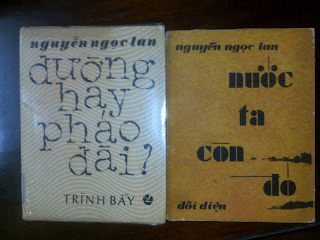 nguyễn ngọc lan
đường
hay
pháo
đài?
TRÌNH BẦY
nguyễn ngọc lan
nước
ta
còn
đó
đối diện